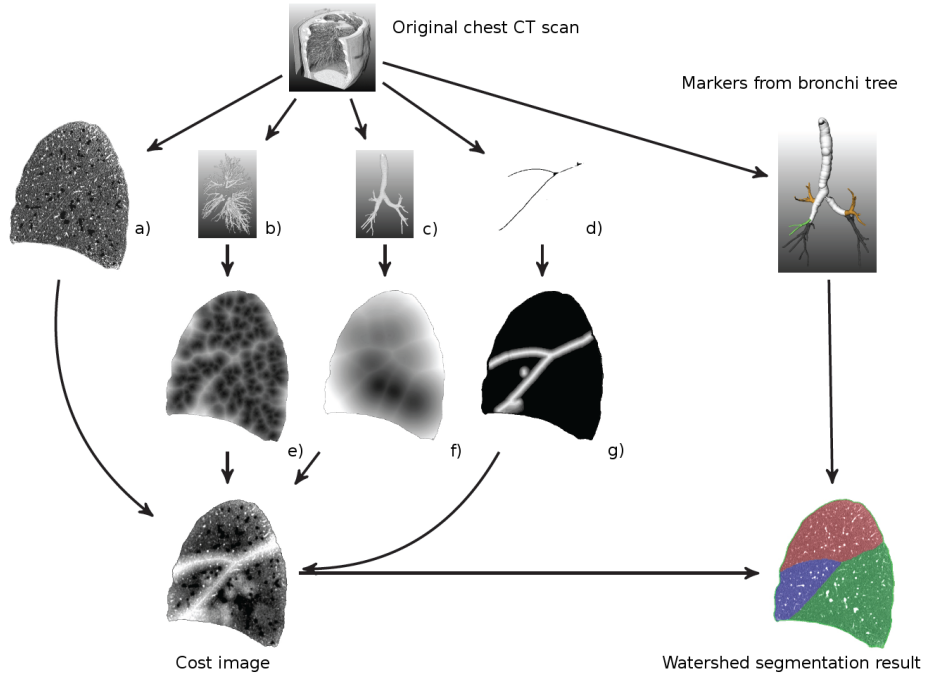 Original chest CT scan
Markers from bronchi tree
a)
b)
c)
d)
e)
f)
g)
Cost image
Watershed segmentation result